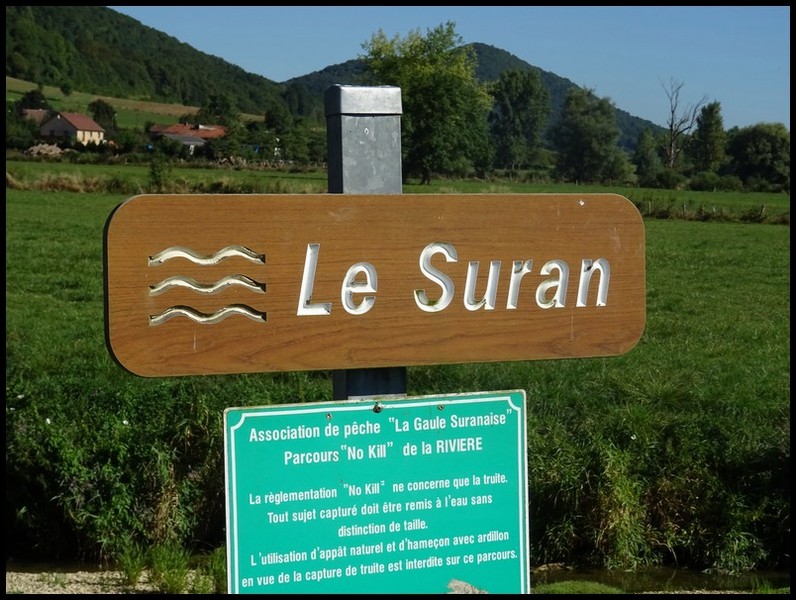 Le Suran
Association de pêche "La Gaule Suranaise"
Parcours "No Kill" de la RIVIERE
La règlementation "No Kill" ne concerne que la truite.
Tout sujet capturé doit être remis à l'eau sans
distinction de taille.
L'utilisation d'appât naturel et d'hameçon avec ardillon
en vue de la capture de truite est interdite sur ce parcours.